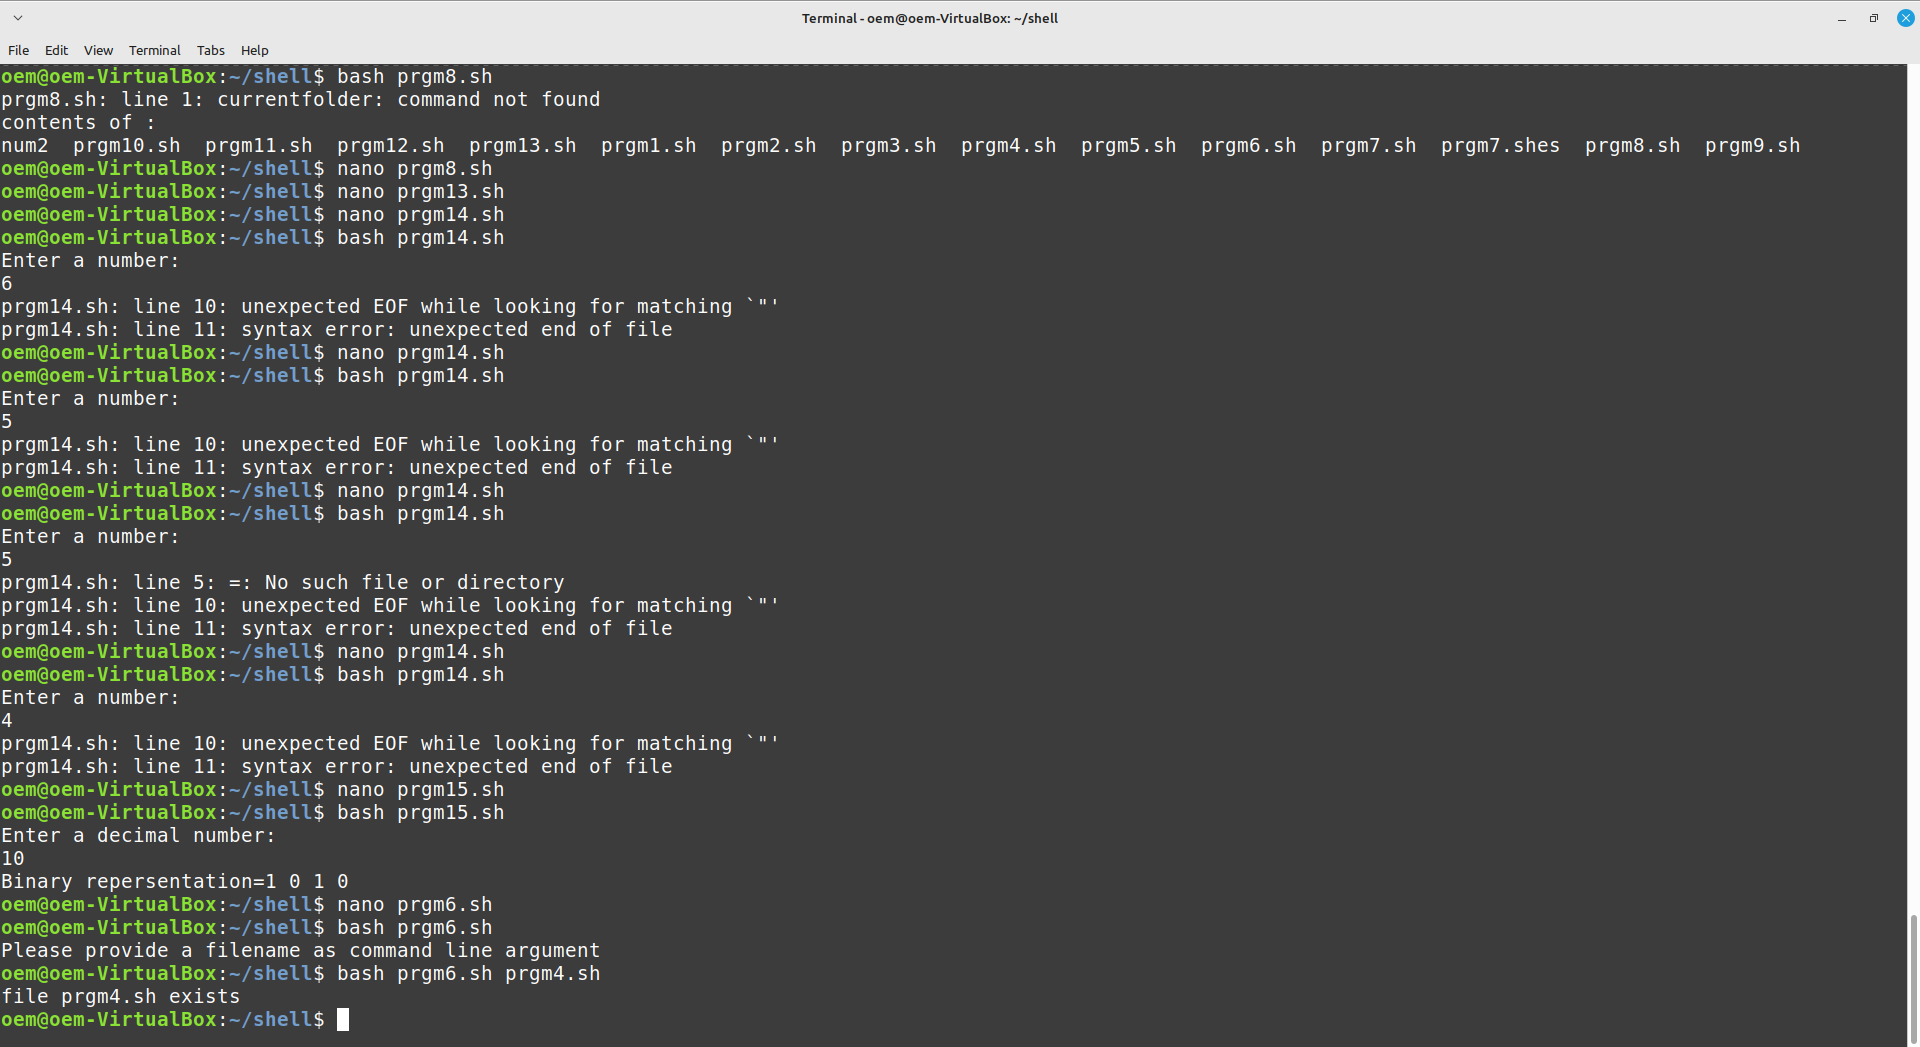 Terminal - oem@oem-VirtualBox: ~/shell
File Edit View Terminal Tabs Help
oem@oem-VirtualBox:~/shell$ bash prgm8.sh
prgm8.sh: line 1: currentfolder: command not found
contents of :
num2  prgm10.sh  prgm11.sh  prgm12.sh  prgm13.sh  prgm1.sh  prgm2.sh  prgm3.sh  prgm4.sh  prgm5.sh  prgm6.sh  prgm7.sh  prgm7.shes  prgm8.sh  prgm9.sh
oem@oem-VirtualBox:~/shell$ nano prgm8.sh
oem@oem-VirtualBox:~/shell$ nano prgm13.sh
oem@oem-VirtualBox:~/shell$ nano prgm14.sh
oem@oem-VirtualBox:~/shell$ bash prgm14.sh
Enter a number:
6
prgm14.sh: line 10: unexpected EOF while looking for matching `"'
prgm14.sh: line 11: syntax error: unexpected end of file
oem@oem-VirtualBox:~/shell$ nano prgm14.sh
oem@oem-VirtualBox:~/shell$ bash prgm14.sh
Enter a number:
5
prgm14.sh: line 10: unexpected EOF while looking for matching `"'
prgm14.sh: line 11: syntax error: unexpected end of file
oem@oem-VirtualBox:~/shell$ nano prgm14.sh
oem@oem-VirtualBox:~/shell$ bash prgm14.sh
Enter a number:
5
prgm14.sh: line 5: =: No such file or directory
prgm14.sh: line 10: unexpected EOF while looking for matching `"'
prgm14.sh: line 11: syntax error: unexpected end of file
oem@oem-VirtualBox:~/shell$ nano prgm14.sh
oem@oem-VirtualBox:~/shell$ bash prgm14.sh
Enter a number:
4
prgm14.sh: line 10: unexpected EOF while looking for matching `"'
prgm14.sh: line 11: syntax error: unexpected end of file
oem@oem-VirtualBox:~/shell$ nano prgm15.sh
oem@oem-VirtualBox:~/shell$ bash prgm15.sh
Enter a decimal number:
10
Binary repersentation=1 0 1 0
oem@oem-VirtualBox:~/shell$ nano prgm6.sh
oem@oem-VirtualBox:~/shell$ bash prgm6.sh
Please provide a filename as command line argument
oem@oem-VirtualBox:~/shell$ bash prgm6.sh prgm4.sh
file prgm4.sh exists
oem@oem-VirtualBox:~/shell$